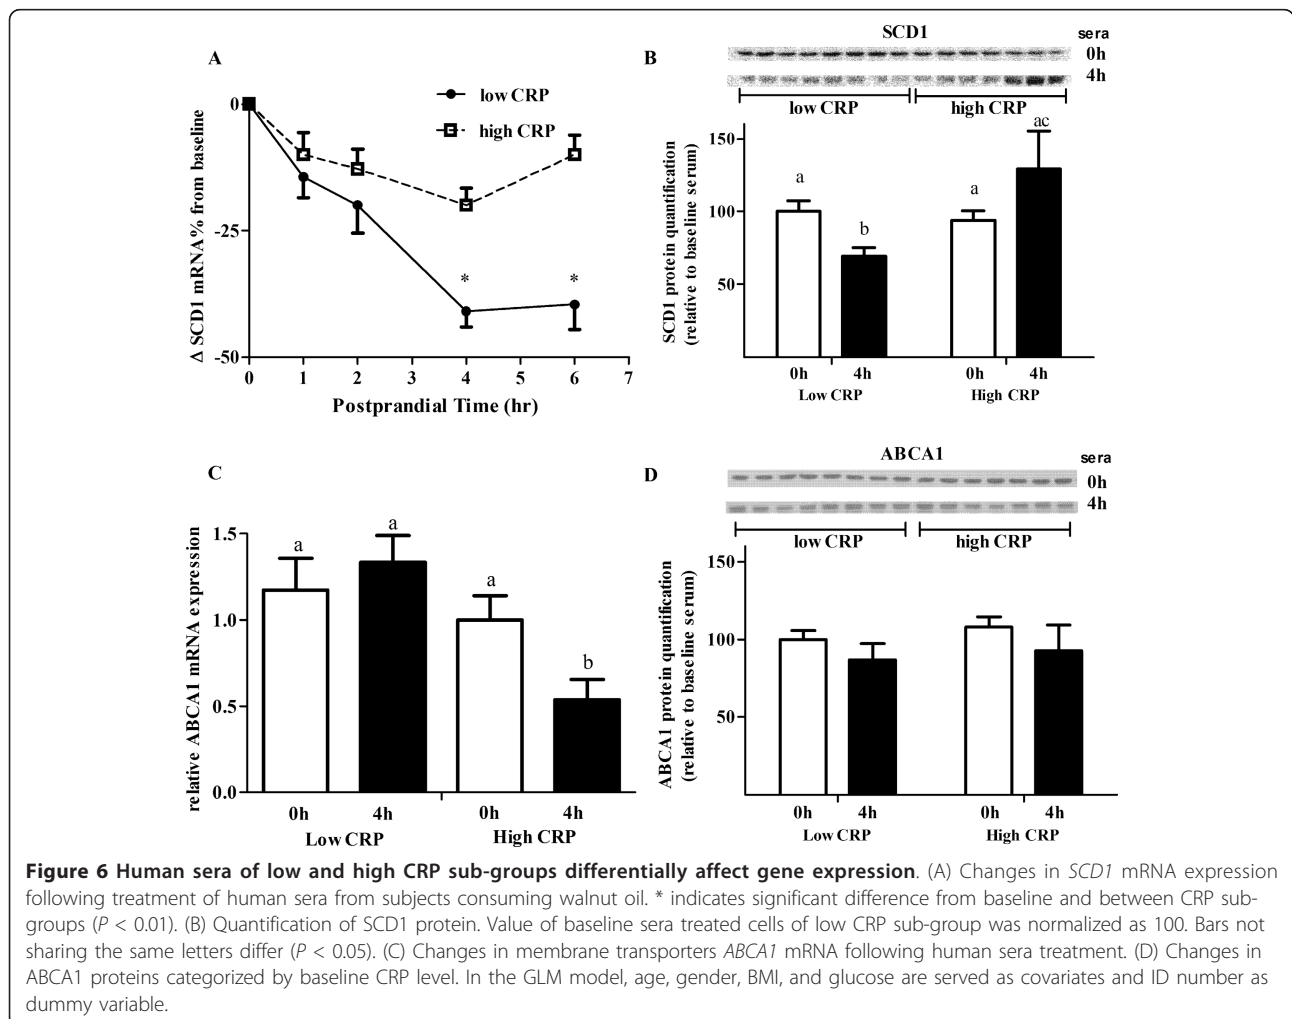 A
low CRP
high CRP
Δ SCD1 mRNA% from baseline
0
-25
-50
0 1 2 3 4 5 6 7
* *
Postprandial Time (hr)
B
SCD1
sera
0h
4h
low CRP high CRP
SCD1 protein quantification
(relative to baseline serum)
150
100
50
a b a ac
0h 4h 0h 4h
Low CRP High CRP
C
relative ABCA1 mRNA expression
1.5
1.0
0.5
0.0
a a a b
0h 4h 0h 4h
Low CRP High CRP
D
ABCA1
sera
0h
4h
low CRP high CRP
ABCA1 protein quantification
(relative to baseline serum)
150
100
50
0h 4h 0h 4h
Low CRP High CRP
Figure 6 Human sera of low and high CRP sub-groups differentially affect gene expression. (A) Changes in SCD1 mRNA expression
following treatment of human sera from subjects consuming walnut oil. * indicates significant difference from baseline and between CRP sub-
groups (P < 0.01). (B) Quantification of SCD1 protein. Value of baseline sera treated cells of low CRP sub-group was normalized as 100. Bars not
sharing the same letters differ (P < 0.05). (C) Changes in membrane transporters ABCA1 mRNA following human sera treatment. (D) Changes in
ABCA1 proteins categorized by baseline CRP level. In the GLM model, age, gender, BMI, and glucose are served as covariates and ID number as
dummy variable.